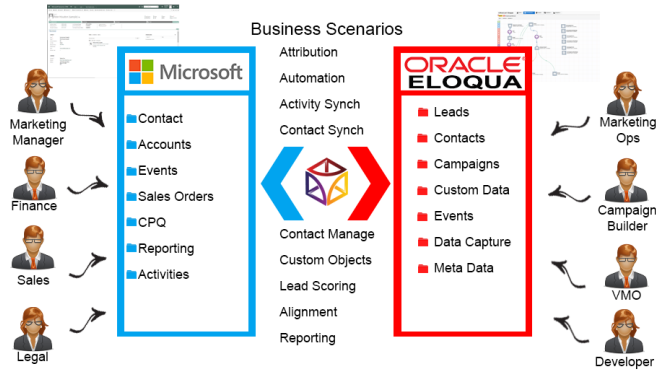 Business Scenarios
Attribution
Automation
Activity Synch
Contact Synch
Contact Manage
Custom Objects
Lead Scoring
Alignment
Reporting
Marketing
Manager
Finance
Sales
Legal
Microsoft
Contact
Accounts
Events
Sales Orders
CPQ
Reporting
Activities
ORACLE
ELOQUA
Leads
Contacts
Campaigns
Custom Data
Events
Data Capture
Meta Data
Marketing
Ops
Campaign
Builder
VMO
Developer